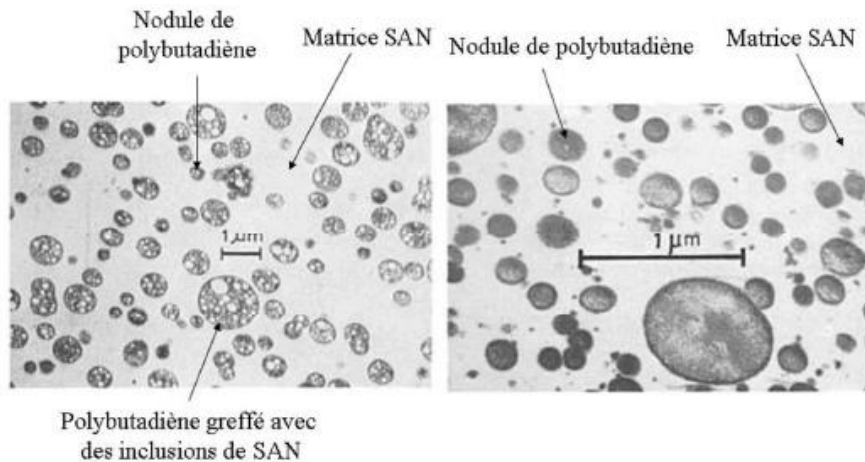 Nodule de
polybutadiène
Matrice SAN
1 μm
Polybutadiène greffé avec
des inclusions de SAN
Nodule de polybutadiène
Matrice SAN
1 μm